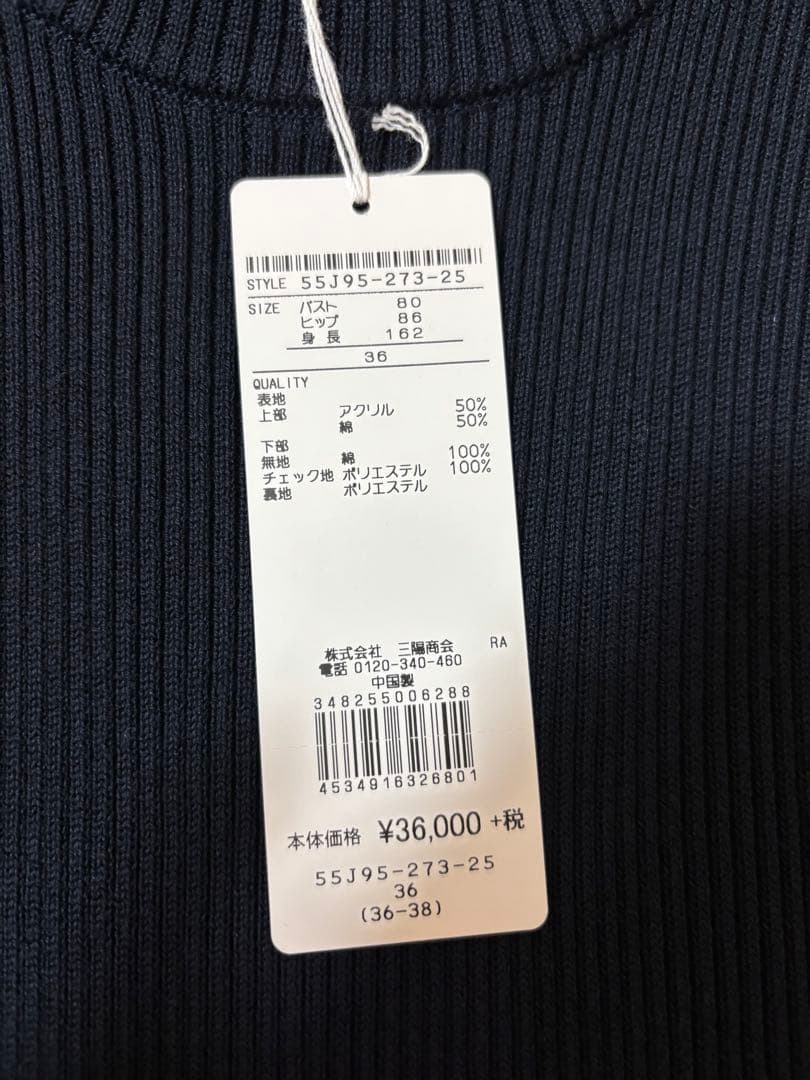 STYLE 55J95-273-25
SIZE バスト 80
ヒップ 86
身長 162
36
QUALITY
表地
上部 アクリル 50%
綿 50%
下部
無地 綿 100%
チェック地 ポリエステル 100%
裏地 ポリエステル
株式会社 三陽商会 RA
電話 0120-340-460
中国製
348255006288
4534916326801
本体価格 ¥36,000 +税
55J95-273-25
36
(36-38)